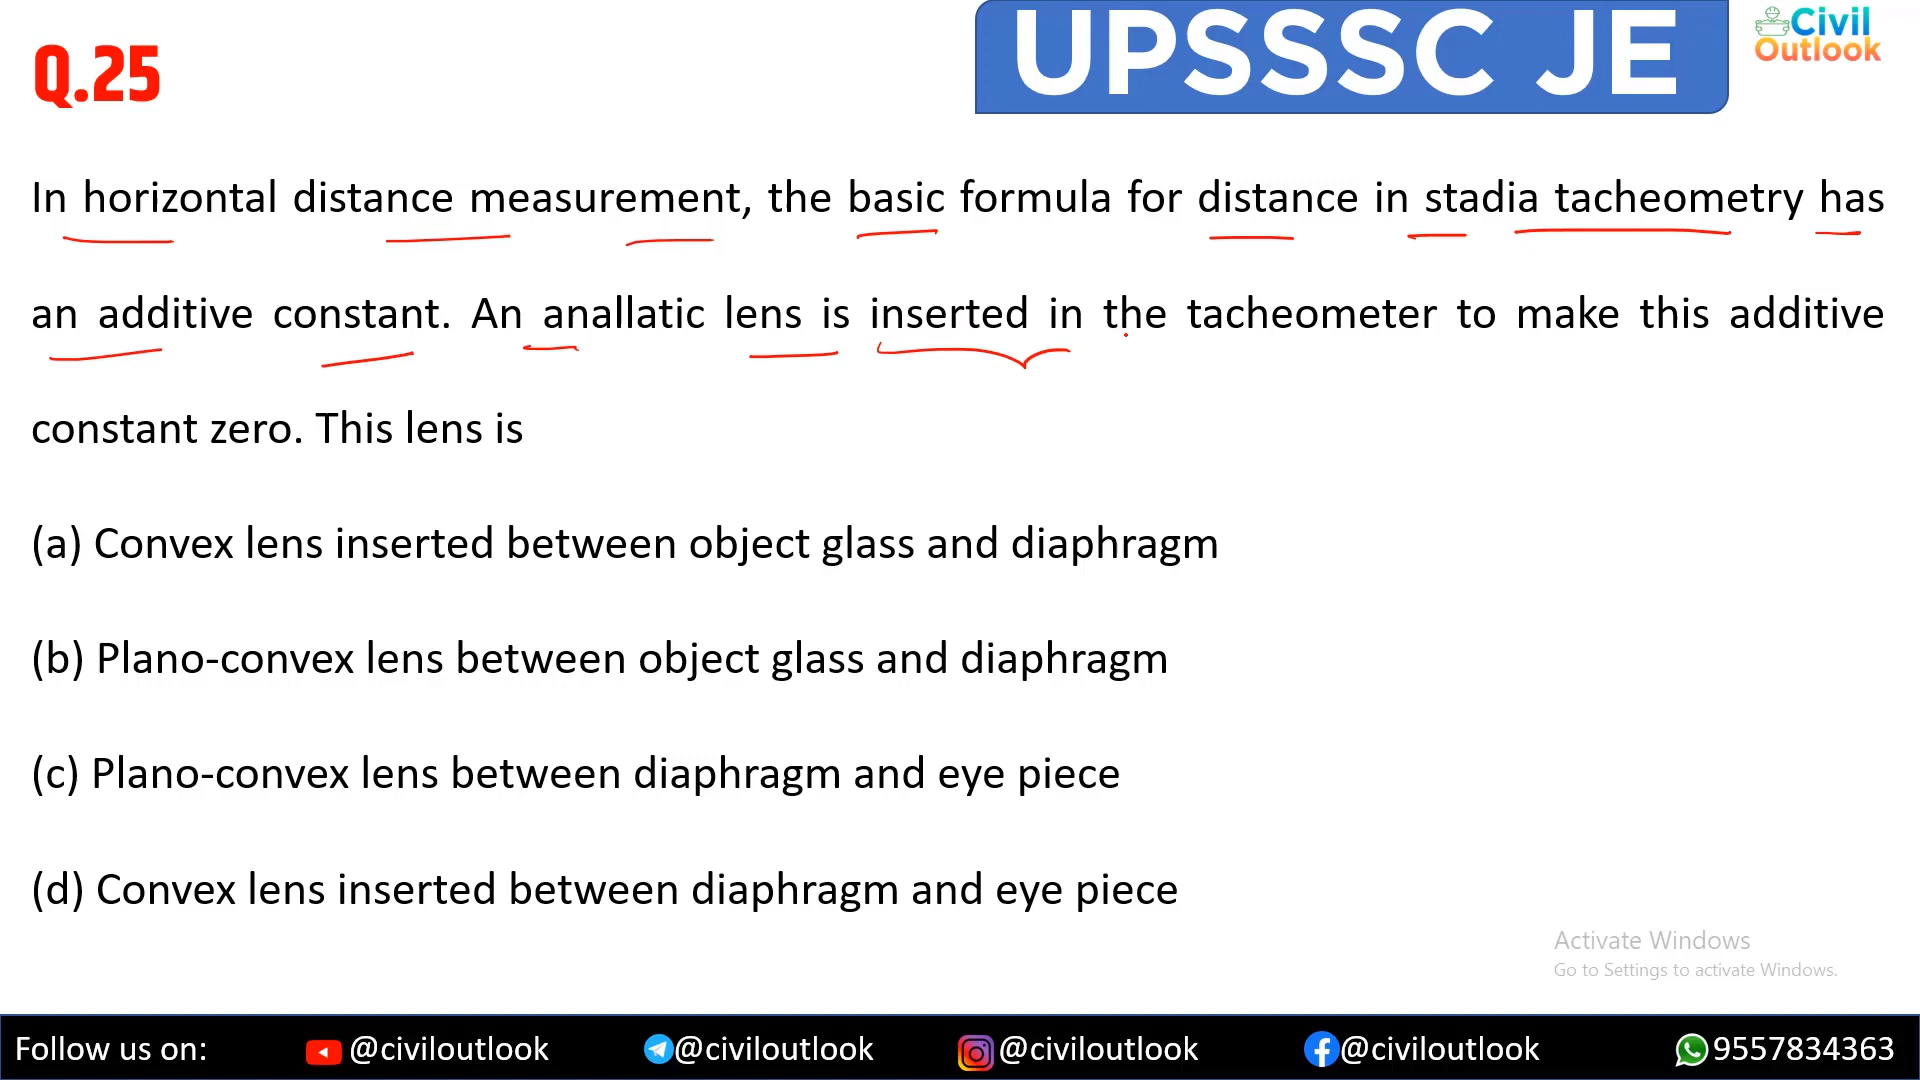 Q.25
UPSSSC JE
Civil
Outlook
In horizontal distance measurement, the basic formula for distance in stadia tacheometry has
an additive constant. An anallatic lens is inserted in the tacheometer to make this additive
constant zero. This lens is
(a) Convex lens inserted between object glass and diaphragm
(b) Plano-convex lens between object glass and diaphragm
(c) Plano-convex lens between diaphragm and eye piece
(d) Convex lens inserted between diaphragm and eye piece
Activate Windows
Go to Settings to activate Windows.
Follow us on: @civiloutlook @civiloutlook @civiloutlook @civiloutlook 9557834363